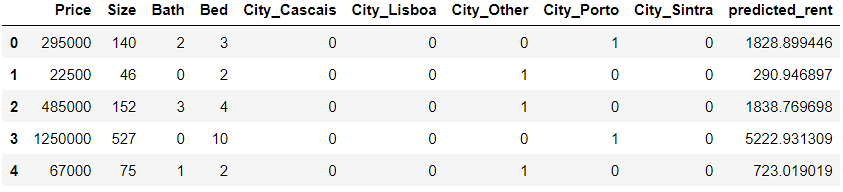 Price Size Bath Bed City_Cascais City_Lisboa City_Other City_Porto City_Sintra predicted_rent
0 295000 140 2 3 0 0 0 1 0 1828.899446
1 22500 46 0 2 0 0 1 0 0 290.946897
2 485000 152 3 4 0 0 1 0 0 1838.769698
3 1250000 527 0 10 0 0 0 1 0 5222.931309
4 67000 75 1 2 0 0 1 0 0 723.019019